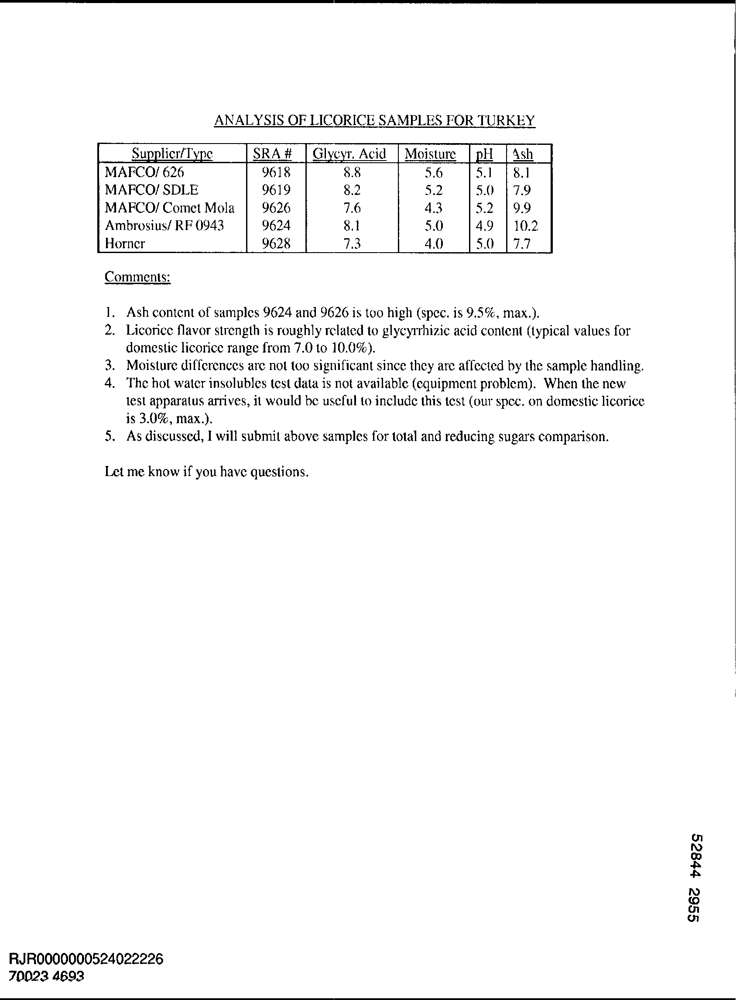 ANALYSIS OF LICORICE SAMPLES FOR TURKEY
Supplier/Type SRA # Glycyr. Acid Moisture pH Ash
MAFCO/ 626 9618 8.8 5.6 5.1 8.1
MAFCO/ SDLE 9619 8.2 5.2 5.0 7.9
MAFCO/ Comet Mola 9626 7.6 4.3 5.2 9.9
Ambrosius/ RF 0943 9624 8.1 5.0 4.9 10.2
Horner 9628 7.3 4.0 5.0 7.7
Comments:
1. Ash content of samples 9624 and 9626 is too high (spec. is 9.5%, max.).
2. Licorice flavor strength is roughly related to glycyrrhizic acid content (typical values for
domestic licorice range from 7.0 to 10.0%).
3. Moisture differences are not too significant since they are affected by the sample handling.
4. The hot water insolubles test data is not available (equipment problem). When the new
test apparatus arrives, it would be useful to include this test (our spec. on domestic licorice
is 3.0%, max.).
5. As discussed, I will submit above samples for total and reducing sugars comparison.
Let me know if you have questions.
52844 2955
RJR0000000524022226
70023 4693